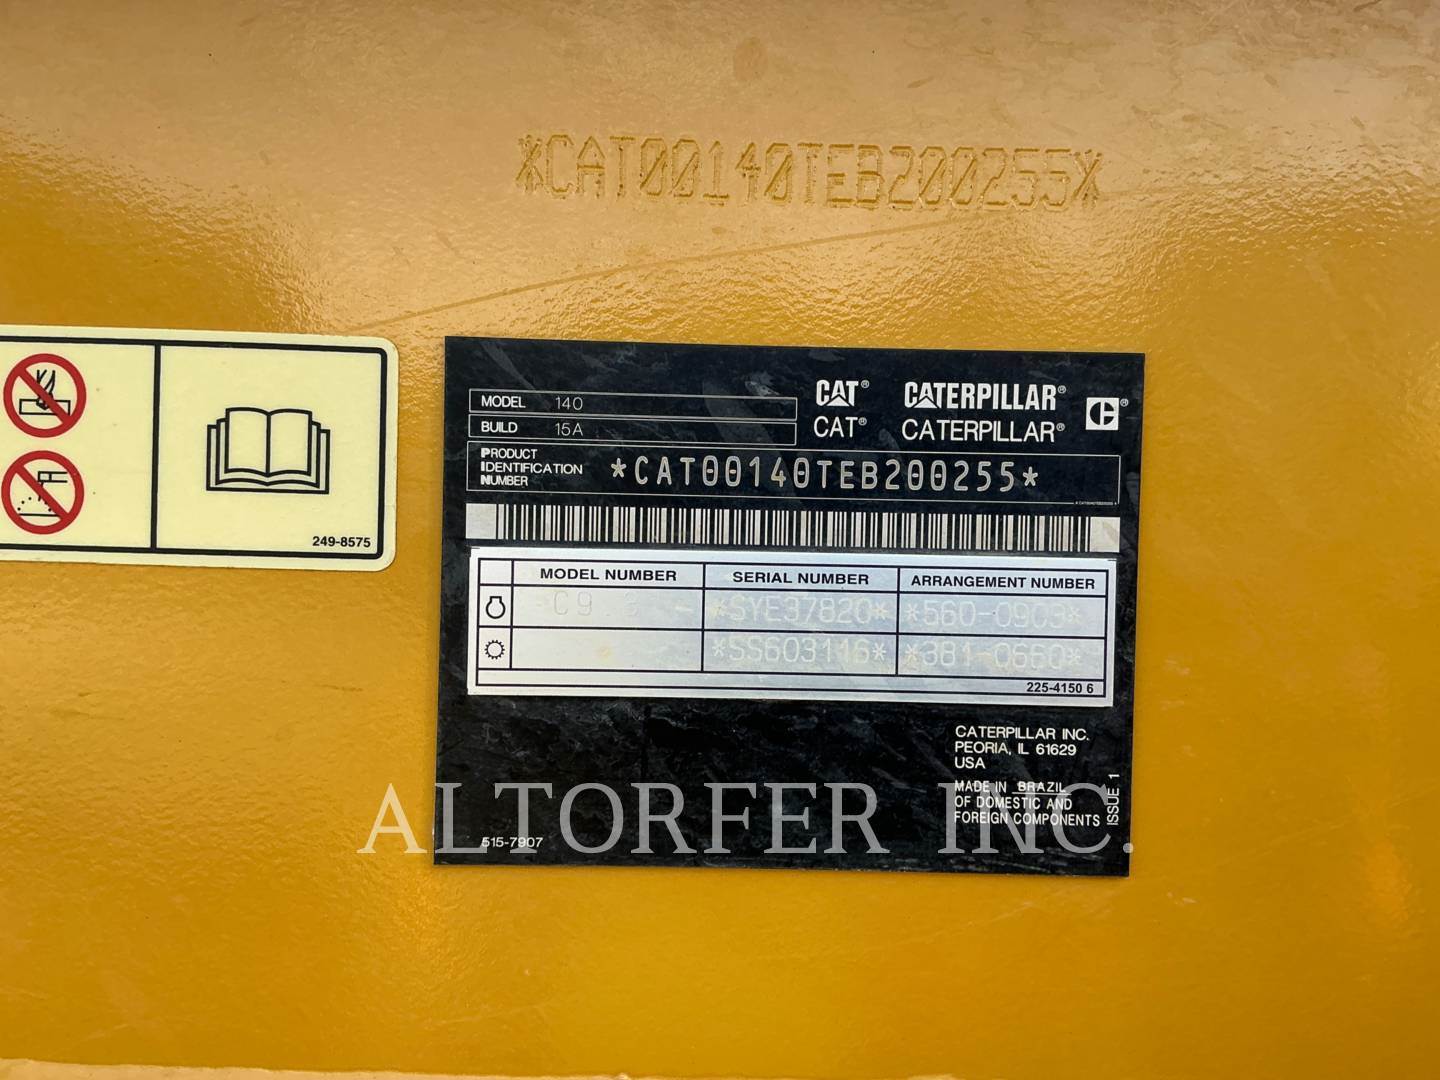 *CAT00140TEB200255*
249-8575
MODEL 140
BUILD 15A
CAT® CATERPILLAR®
CAT® CATERPILLAR®
PRODUCT
IDENTIFICATION
NUMBER
*CAT00140TEB200255*
MODEL NUMBER SERIAL NUMBER ARRANGEMENT NUMBER
C9.3 *SYE37820* *560-0903*
*SS603116* *381-0660*
225-4150 6
CATERPILLAR INC.
PEORIA, IL 61629
USA
MADE IN BRAZIL
OF DOMESTIC AND
FOREIGN COMPONENTS
ISSUE 1
515-7907
ALTORFER INC.